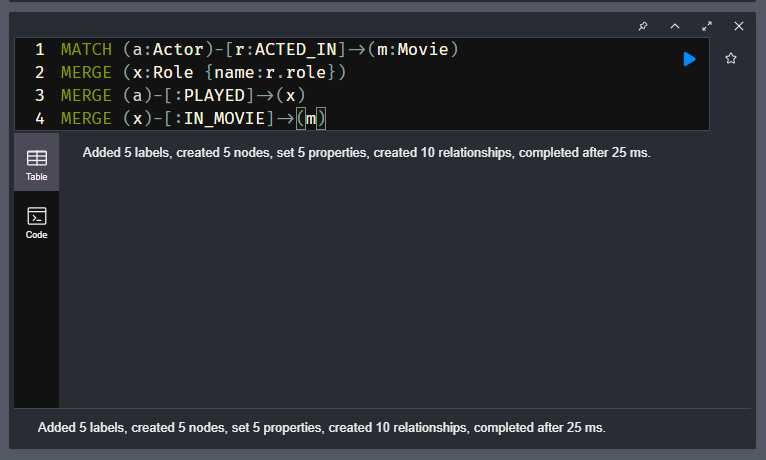 1 MATCH (a:Actor)-[r:ACTED_IN]→(m:Movie)
2 MERGE (x:Role {name:r.role})
3 MERGE (a)-[:PLAYED]→(x)
4 MERGE (x)-[:IN_MOVIE]→(m)
Table
Added 5 labels, created 5 nodes, set 5 properties, created 10 relationships, completed after 25 ms.
Code
Added 5 labels, created 5 nodes, set 5 properties, created 10 relationships, completed after 25 ms.